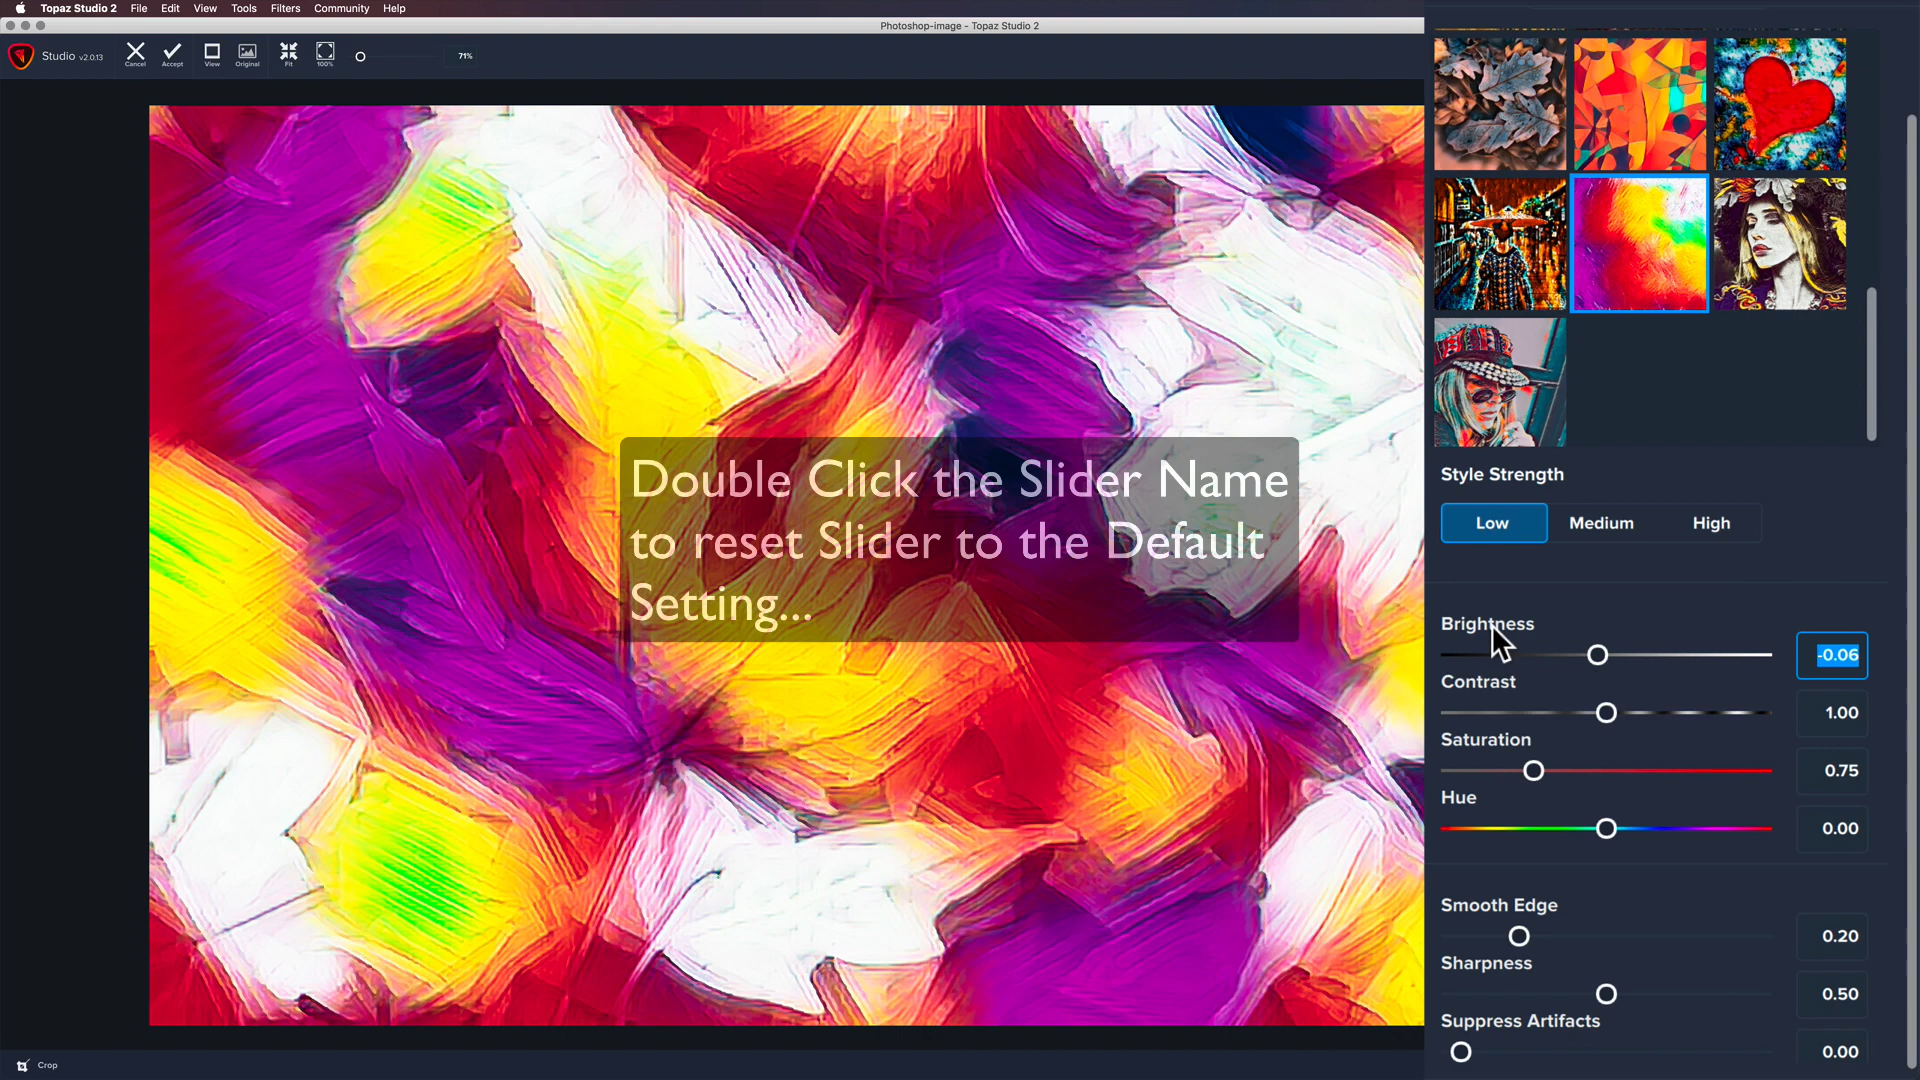 Topaz Studio 2 File Edit View Tools Filters Community Help
Photoshop-image - Topaz Studio 2
Studio v2.0.13
Cancel Accept View Original Fit 100% 71%
Double Click the Slider Name
to reset Slider to the Default
Setting...
Style Strength
Low Medium High
Brightness
-0.06
Contrast
1.00
Saturation
0.75
Hue
0.00
Smooth Edge
0.20
Sharpness
0.50
Suppress Artifacts
0.00
Crop